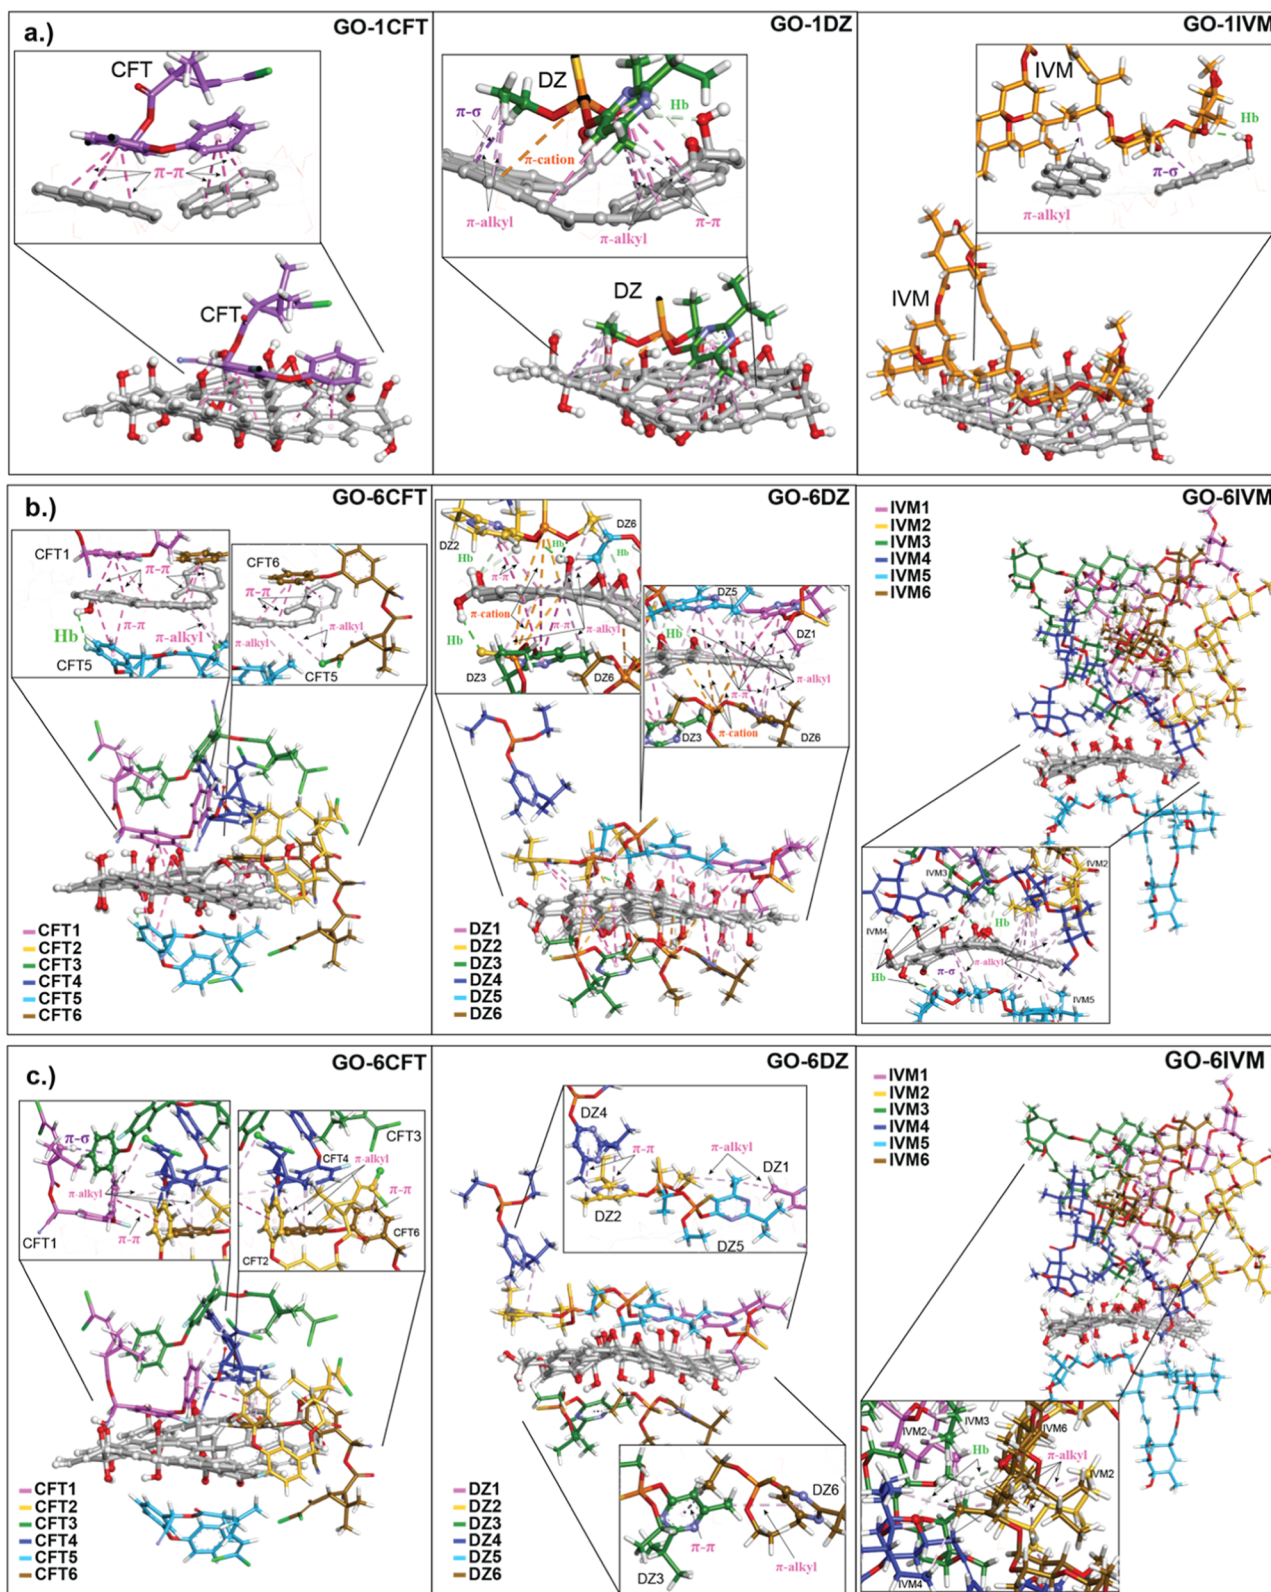 a.)
GO-1CFT
CFT
π-π
CFT
GO-1DZ
DZ
Hb
π-σ
π-cation
π-alkyl
π-alkyl
π-π
DZ
GO-1IVM
IVM
Hb
π-σ
π-alkyl
IVM
b.)
GO-6CFT
CFT1
π-π
Hb
π-π
π-alkyl
CFT5
CFT6
π-π
π-alkyl
π-alkyl
CFT5
CFT1
CFT2
CFT3
CFT4
CFT5
CFT6
GO-6DZ
DZ2
DZ6
Hb
Hb
Hb
π-π
π-cation
π-π
π-alkyl
Hb
DZ3
DZ6
DZ5
Hb
DZ1
π-alkyl
π-π
π-cation
DZ3
DZ6
DZ1
DZ2
DZ3
DZ4
DZ5
DZ6
GO-6IVM
IVM1
IVM2
IVM3
IVM4
IVM5
IVM6
IVM3
IVM2
Hb
IVM4
π-σ
π-alkyl
Hb
IVM5
c.)
GO-6CFT
π-σ
π-alkyl
π-π
CFT1
CFT3
CFT4
π-alkyl
π-π
CFT6
CFT2
CFT1
CFT2
CFT3
CFT4
CFT5
CFT6
GO-6DZ
DZ4
π-π
π-alkyl
DZ1
DZ2
DZ5
DZ6
π-π
π-alkyl
DZ3
DZ1
DZ2
DZ3
DZ4
DZ5
DZ6
GO-6IVM
IVM1
IVM2
IVM3
IVM4
IVM5
IVM6
IVM3
IVM6
IVM2
Hb
π-alkyl
IVM2
IVM4